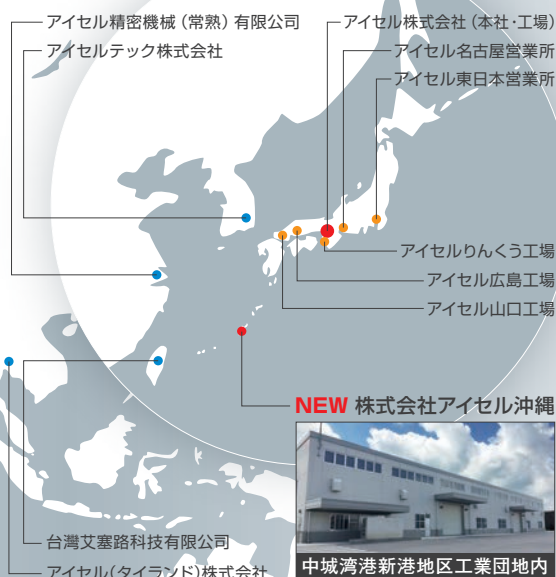 アイセル精密機械（常熟）有限公司
アイセルテック株式会社
アイセル株式会社（本社・工場）
アイセル名古屋営業所
アイセル東日本営業所
アイセルりんくう工場
アイセル広島工場
アイセル山口工場
NEW 株式会社アイセル沖縄
中城湾港新港地区工業団地内
台灣艾塞路科技有限公司
アイセル（タイランド）株式会社